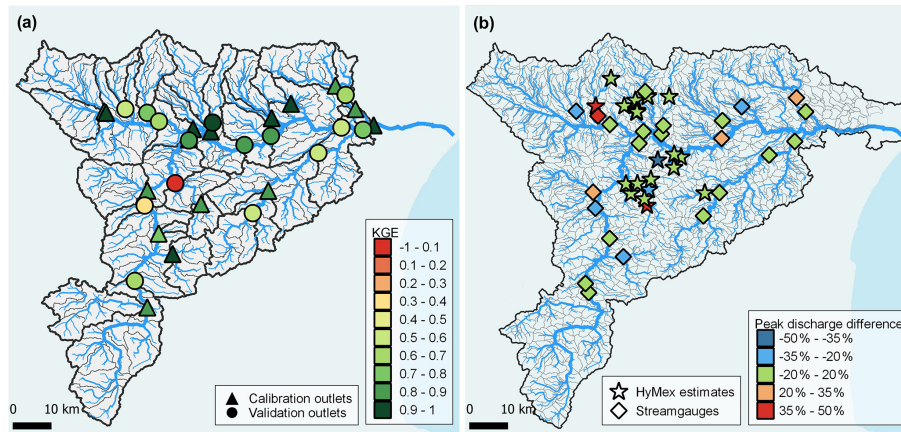 (a)
KGE
-1 - 0.1
0.1 - 0.2
0.2 - 0.3
0.3 - 0.4
0.4 - 0.5
0.5 - 0.6
0.6 - 0.7
0.7 - 0.8
0.8 - 0.9
0.9 - 1
Calibration outlets
Validation outlets
0 10 km
(b)
Peak discharge difference
-50% - -35%
-35% - -20%
-20% - 20%
20% - 35%
35% - 50%
HyMex estimates
Streamgauges
0 10 km